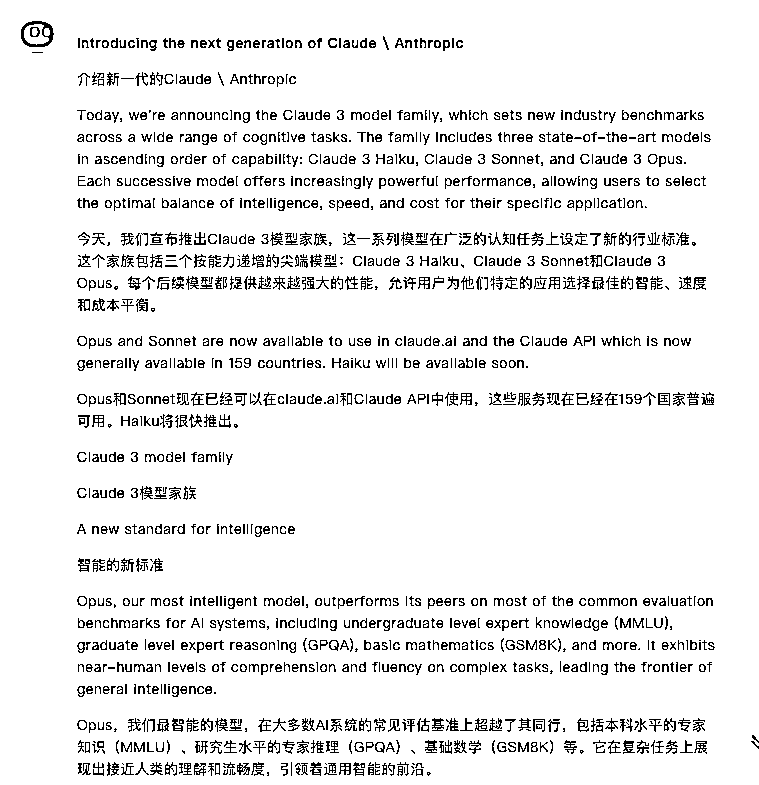 Introducing the next generation of Claude \ Anthropic
介绍新一代的Claude \ Anthropic
Today, we're announcing the Claude 3 model family, which sets new industry benchmarks
across a wide range of cognitive tasks. The family includes three state-of-the-art models
in ascending order of capability: Claude 3 Haiku, Claude 3 Sonnet, and Claude 3 Opus.
Each successive model offers increasingly powerful performance, allowing users to select
the optimal balance of intelligence, speed, and cost for their specific application.
今天，我们宣布推出Claude 3模型家族，这一系列模型在广泛的认知任务上设定了新的行业标准。
这个家族包括三个按能力递增的尖端模型：Claude 3 Haiku、Claude 3 Sonnet和Claude 3
Opus。每个后续模型都提供越来越强大的性能，允许用户为他们特定的应用选择最佳的智能、速度
和成本平衡。
Opus and Sonnet are now available to use in claude.ai and the Claude API which is now
generally available in 159 countries. Haiku will be available soon.
Opus和Sonnet现在已经可以在claude.ai和Claude API中使用，这些服务现在已经在159个国家普遍
可用。Haiku将很快推出。
Claude 3 model family
Claude 3模型家族
A new standard for intelligence
智能的新标准
Opus, our most intelligent model, outperforms its peers on most of the common evaluation
benchmarks for AI systems, including undergraduate level expert knowledge (MMLU),
graduate level expert reasoning (GPQA), basic mathematics (GSM8K), and more. It exhibits
near-human levels of comprehension and fluency on complex tasks, leading the frontier of
general intelligence.
Opus，我们最智能的模型，在大多数AI系统的常见评估基准上超越了其同行，包括本科水平的专家
知识（MMLU）、研究生水平的专家推理（GPQA）、基础数学（GSM8K）等。它在复杂任务上展
现出接近人类的理解和流畅度，引领着通用智能的前沿。